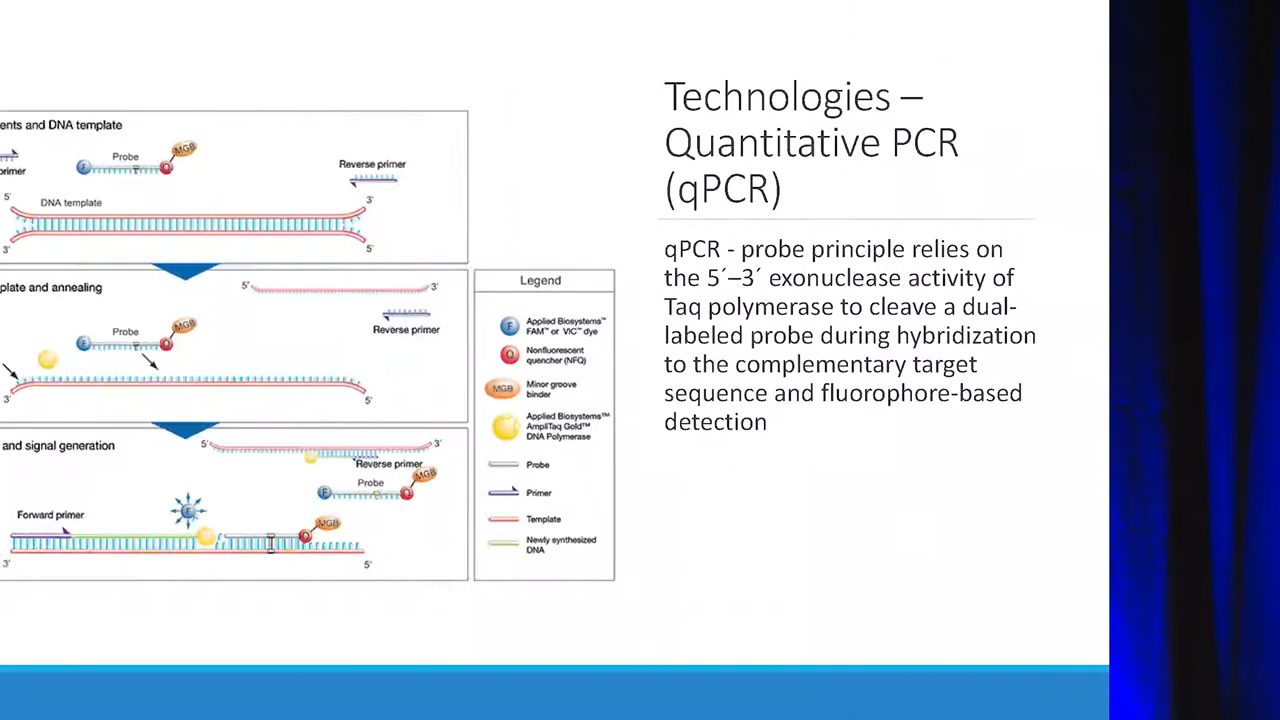 Technologies –
Quantitative PCR
(qPCR)
qPCR - probe principle relies on
the 5´–3´ exonuclease activity of
Taq polymerase to cleave a dual-
labeled probe during hybridization
to the complementary target
sequence and fluorophore-based
detection
ents and DNA template
Probe
MGB
F
Q
rimer
Reverse primer
5'
3'
DNA template
3'
5'
plate and annealing
5'
3'
Probe
MGB
F
Q
Reverse primer
3'
5'
and signal generation
5'
3'
Reverse primer
MGB
Probe
F
Q
F
Forward primer
MGB
Q
3'
5'
Legend
F
Applied Biosystems™
FAM™ or VIC™ dye
Q
Nonfluorescent
quencher (NFQ)
MGB
Minor groove
binder
Applied Biosystems™
AmpliTaq Gold™
DNA Polymerase
Probe
Primer
Template
Newly synthesized
DNA